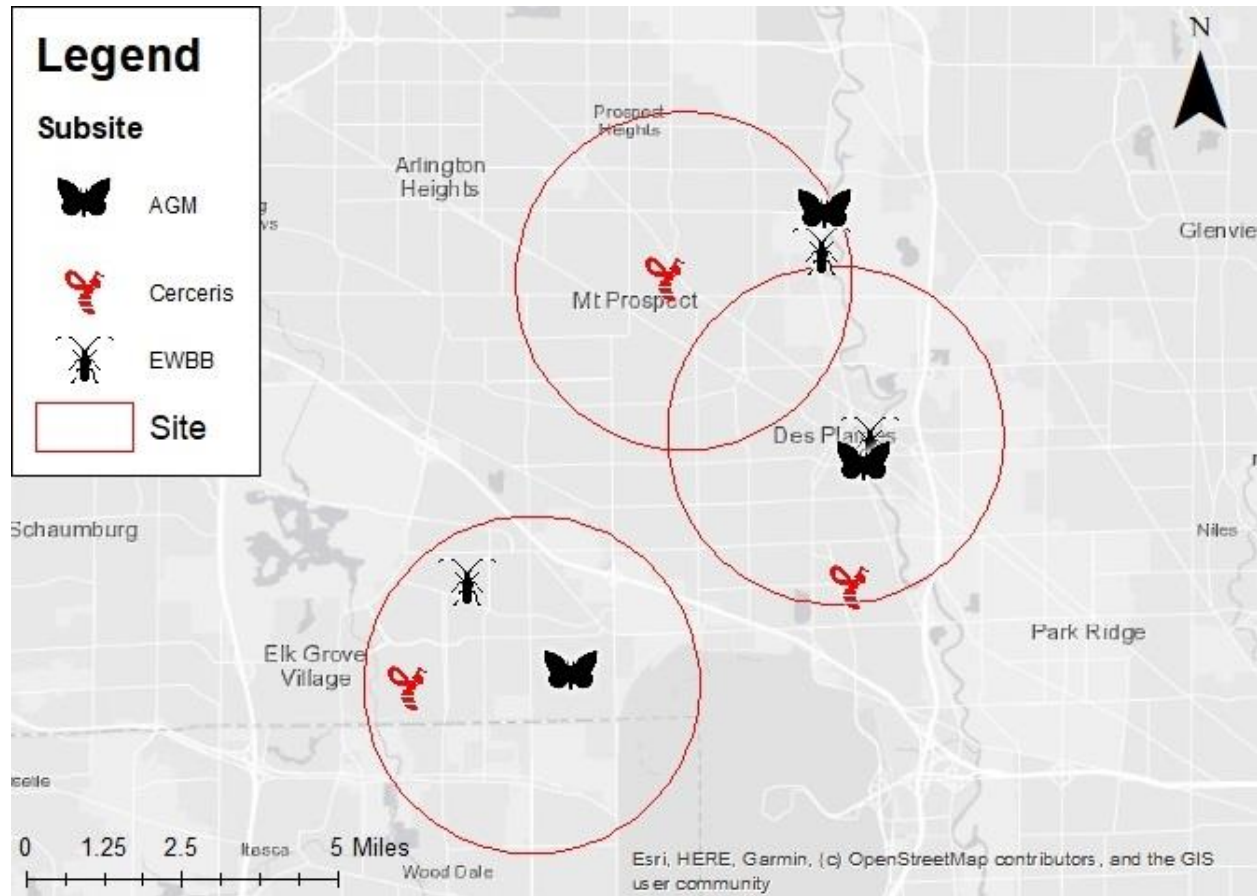 Legend
Subsite
AGM
Cerceris
EWBB
Site
N
Prospect
Heights
Arlington
Heights
Glenvie
Mt Prospect
Des Plaines
Schaumburg
Niles
Elk Grove
Village
Park Ridge
selle
Itasca
Wood Dale
0 1.25 2.5 5 Miles
Esri, HERE, Garmin, (c) OpenStreetMap contributors, and the GIS
user community